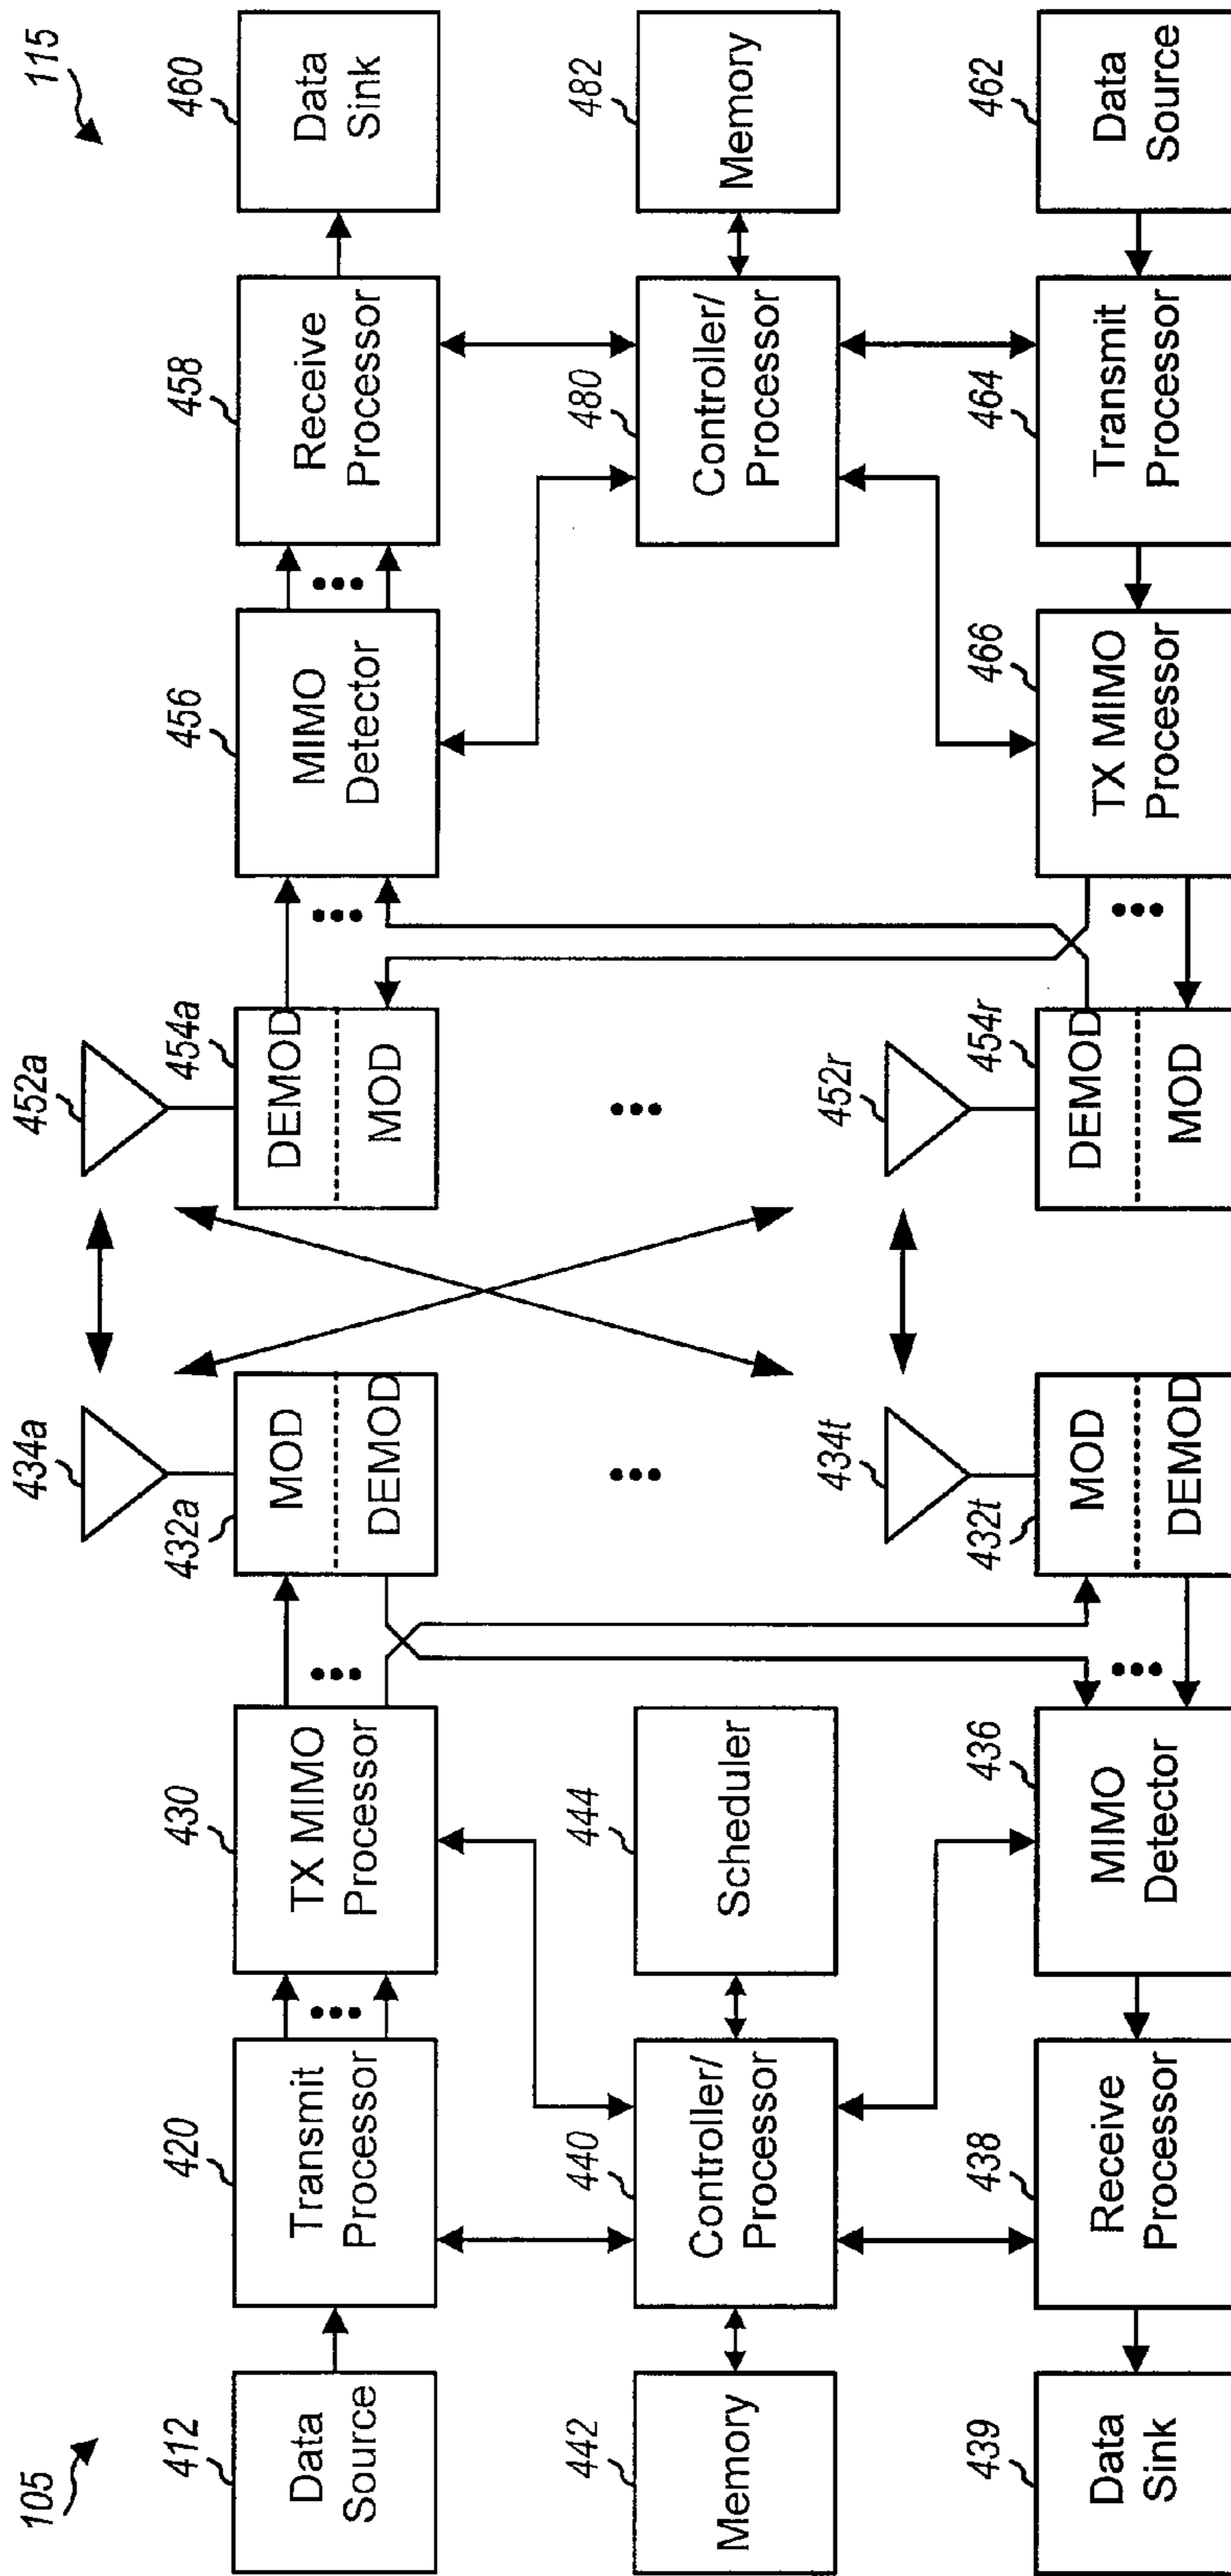 105
115
412
Data
Source
420
Transmit
Processor
430
TX MIMO
Processor
432a
MOD
DEMOD
434a
452a
454a
DEMOD
MOD
456
MIMO
Detector
458
Receive
Processor
460
Data
Sink
442
Memory
440
Controller/
Processor
444
Scheduler
480
Controller/
Processor
482
Memory
439
Data
Sink
438
Receive
Processor
436
MIMO
Detector
432t
MOD
DEMOD
434t
452r
454r
DEMOD
MOD
466
TX MIMO
Processor
464
Transmit
Processor
462
Data
Source